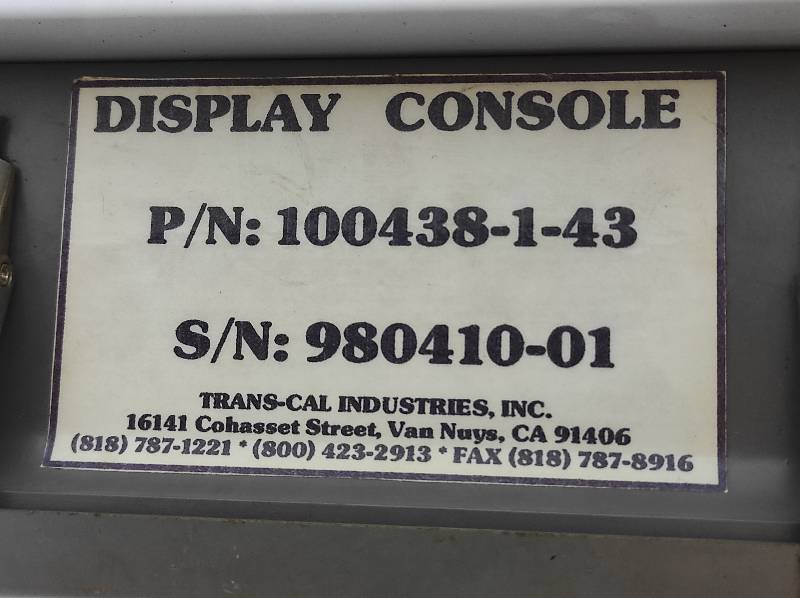 DISPLAY CONSOLE
P/N: 100438-1-43
S/N: 980410-01
TRANS-CAL INDUSTRIES, INC.
16141 Cohasset Street, Van Nuys, CA 91406
(818) 787-1221 * (800) 423-2913 * FAX (818) 787-8916